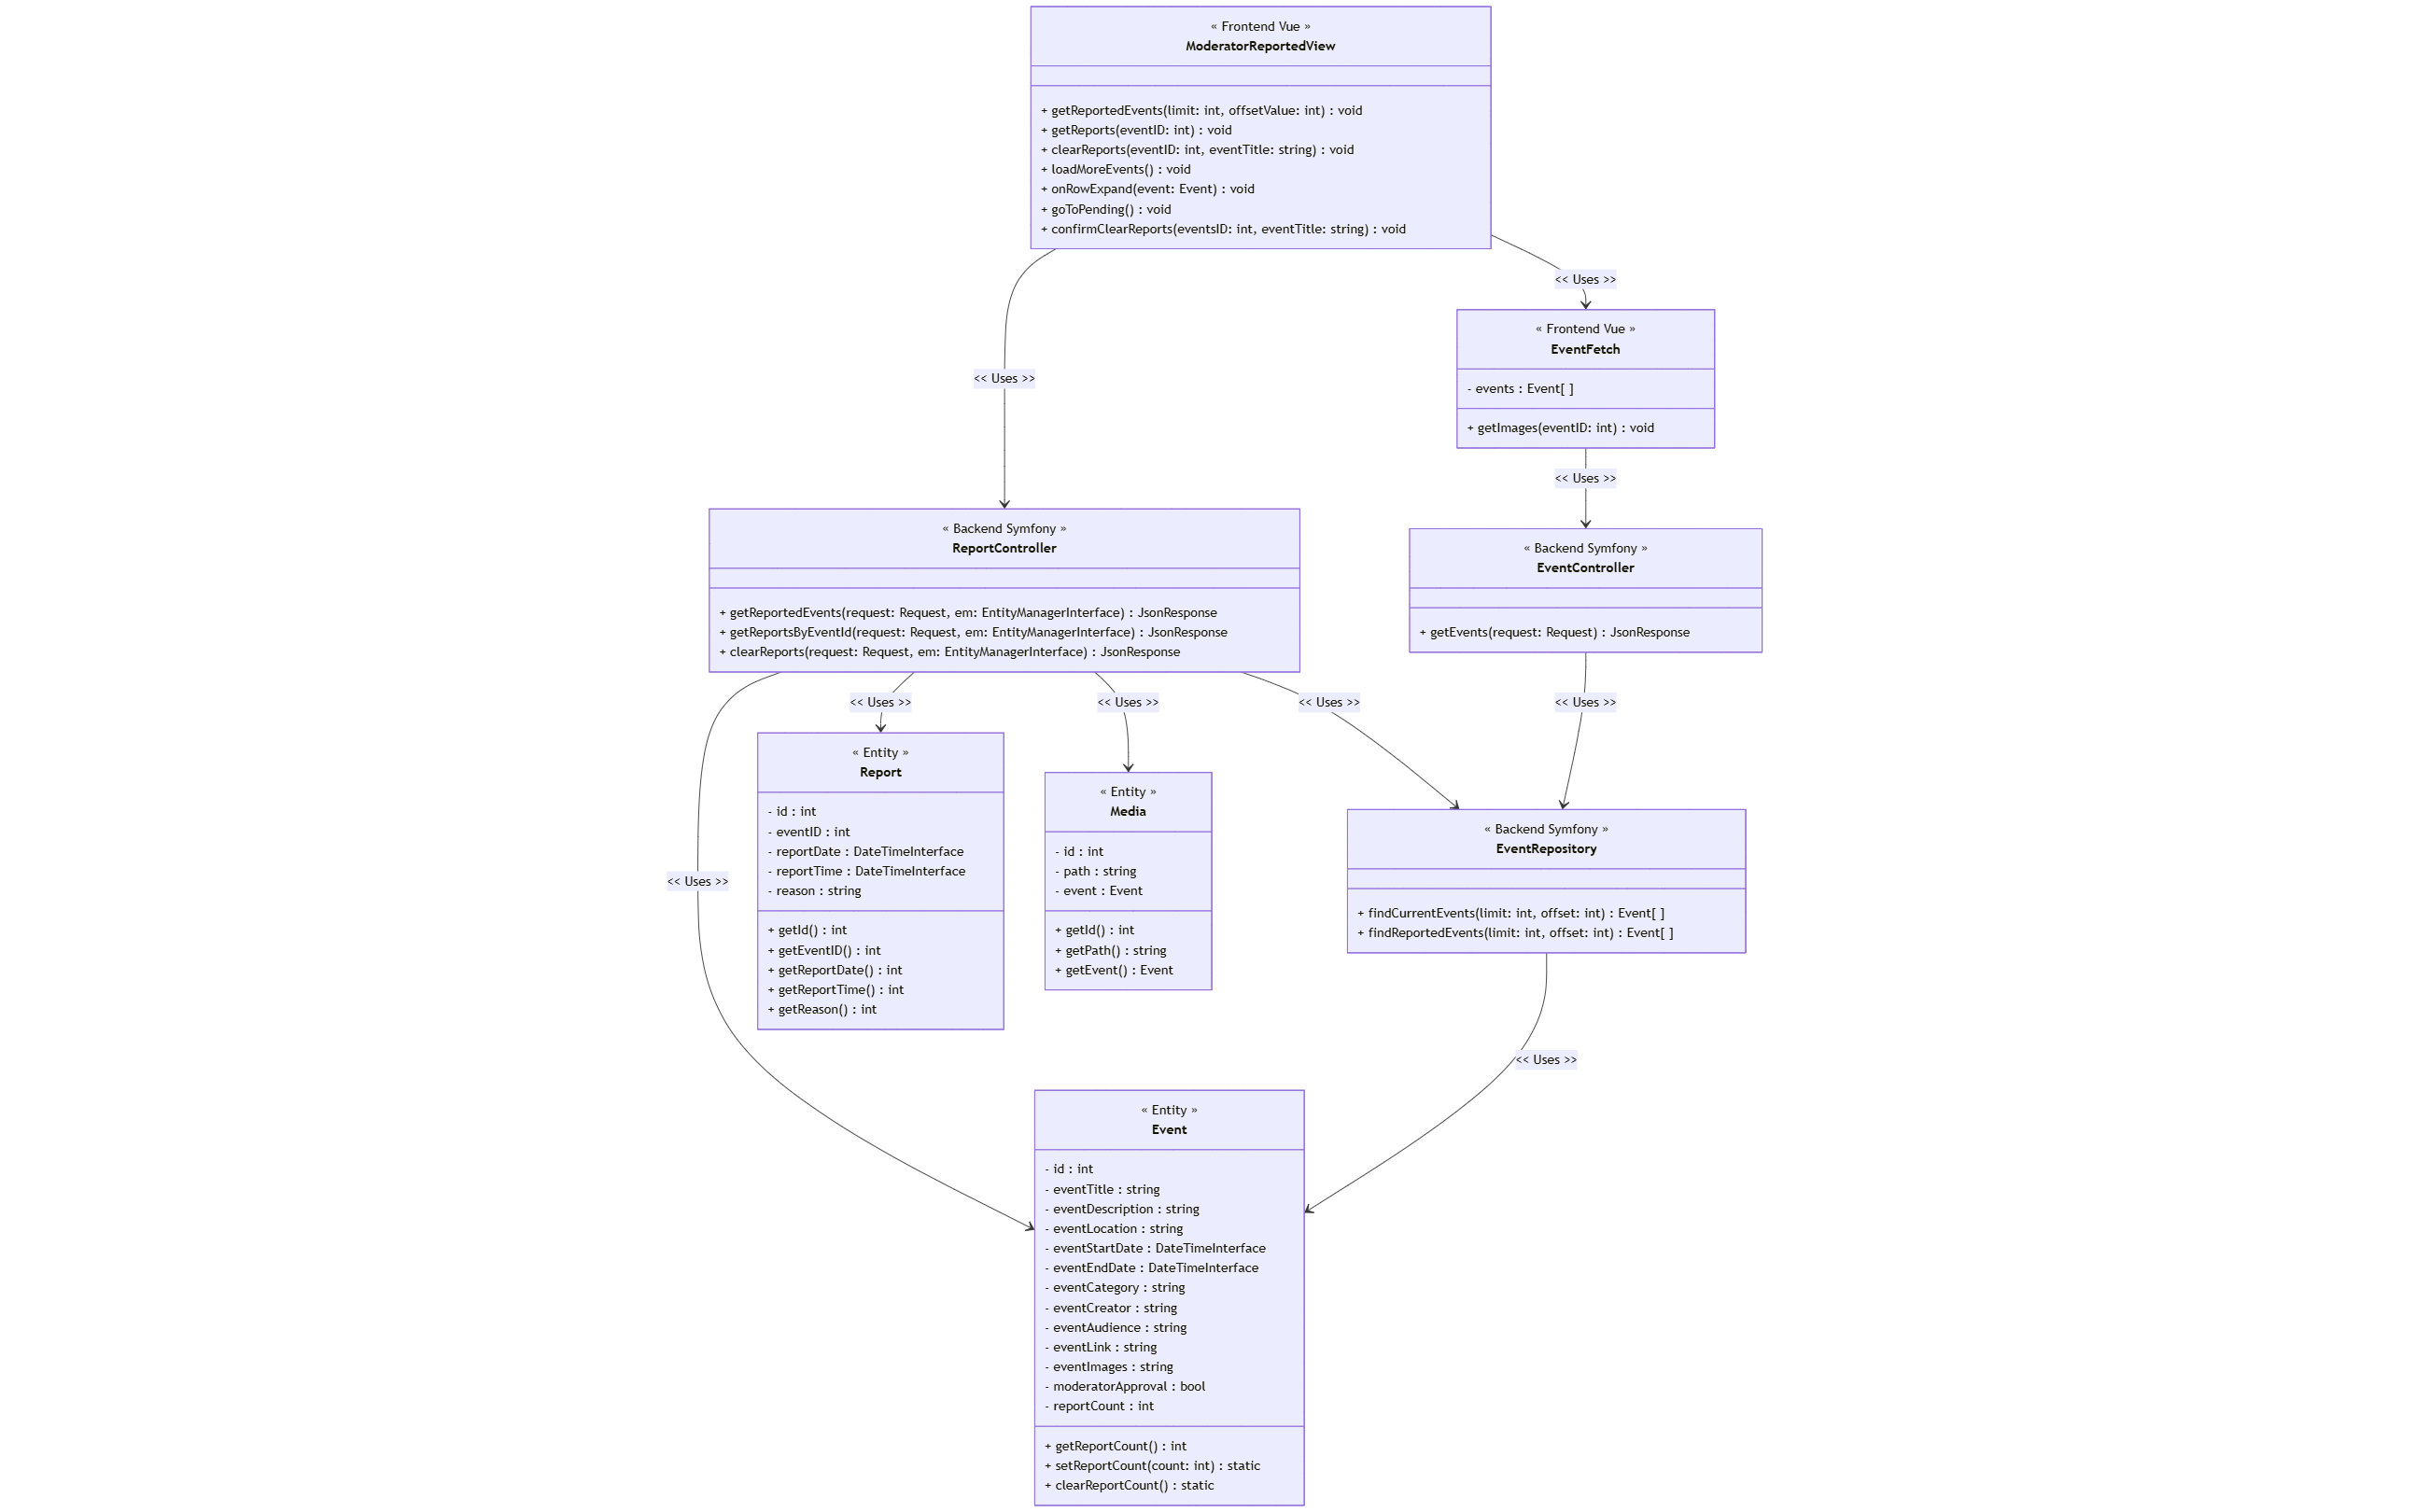 « Frontend Vue »
ModeratorReportedView
+ getReportedEvents(limit: int, offsetValue: int) : void
+ getReports(eventID: int) : void
+ clearReports(eventID: int, eventTitle: string) : void
+ loadMoreEvents() : void
+ onRowExpand(event: Event) : void
+ goToPending() : void
+ confirmClearReports(eventsID: int, eventTitle: string) : void
<< Uses >>
<< Uses >>
« Frontend Vue »
EventFetch
- events : Event[ ]
+ getImages(eventID: int) : void
<< Uses >>
« Backend Symfony »
ReportController
+ getReportedEvents(request: Request, em: EntityManagerInterface) : JsonResponse
+ getReportsByEventId(request: Request, em: EntityManagerInterface) : JsonResponse
+ clearReports(request: Request, em: EntityManagerInterface) : JsonResponse
« Backend Symfony »
EventController
+ getEvents(request: Request) : JsonResponse
<< Uses >>
<< Uses >>
<< Uses >>
<< Uses >>
<< Uses >>
« Entity »
Report
- id : int
- eventID : int
- reportDate : DateTimeInterface
- reportTime : DateTimeInterface
- reason : string
+ getId() : int
+ getEventID() : int
+ getReportDate() : int
+ getReportTime() : int
+ getReason() : int
« Entity »
Media
- id : int
- path : string
- event : Event
+ getId() : int
+ getPath() : string
+ getEvent() : Event
« Backend Symfony »
EventRepository
+ findCurrentEvents(limit: int, offset: int) : Event[ ]
+ findReportedEvents(limit: int, offset: int) : Event[ ]
<< Uses >>
« Entity »
Event
- id : int
- eventTitle : string
- eventDescription : string
- eventLocation : string
- eventStartDate : DateTimeInterface
- eventEndDate : DateTimeInterface
- eventCategory : string
- eventCreator : string
- eventAudience : string
- eventLink : string
- eventImages : string
- moderatorApproval : bool
- reportCount : int
+ getReportCount() : int
+ setReportCount(count: int) : static
+ clearReportCount() : static